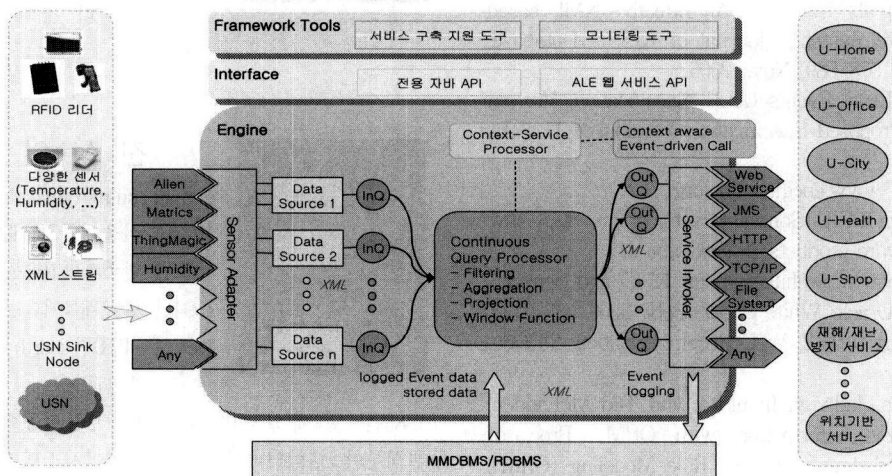 Framework Tools
서비스 구축 지원 도구
모니터링 도구
Interface
전용 자바 API
ALE 웹 서비스 API
Engine
Context-Service
Processor
Context aware
Event-driven Call
RFID 리더
다양한 센서
(Temperature,
Humidity, ...)
XML 스트림
USN Sink
Node
USN
Alien
Matrics
ThingMagic
Humidity
Any
Sensor Adapter
Data
Source 1
InQ
Data
Source 2
InQ
XML
Data
Source n
InQ
Continuous
Query Processor
- Filtering
- Aggregation
- Projection
- Window Function
Out
Q
Out
Q
XML
Out
Q
Service Invoker
Web
Service
JMS
HTTP
TCP/IP
File
System
Any
logged Event data
stored data
XML
Event
logging
MMDBMS/RDBMS
U-Home
U-Office
U-City
U-Health
U-Shop
재해/재난
방지 서비스
위치기반
서비스